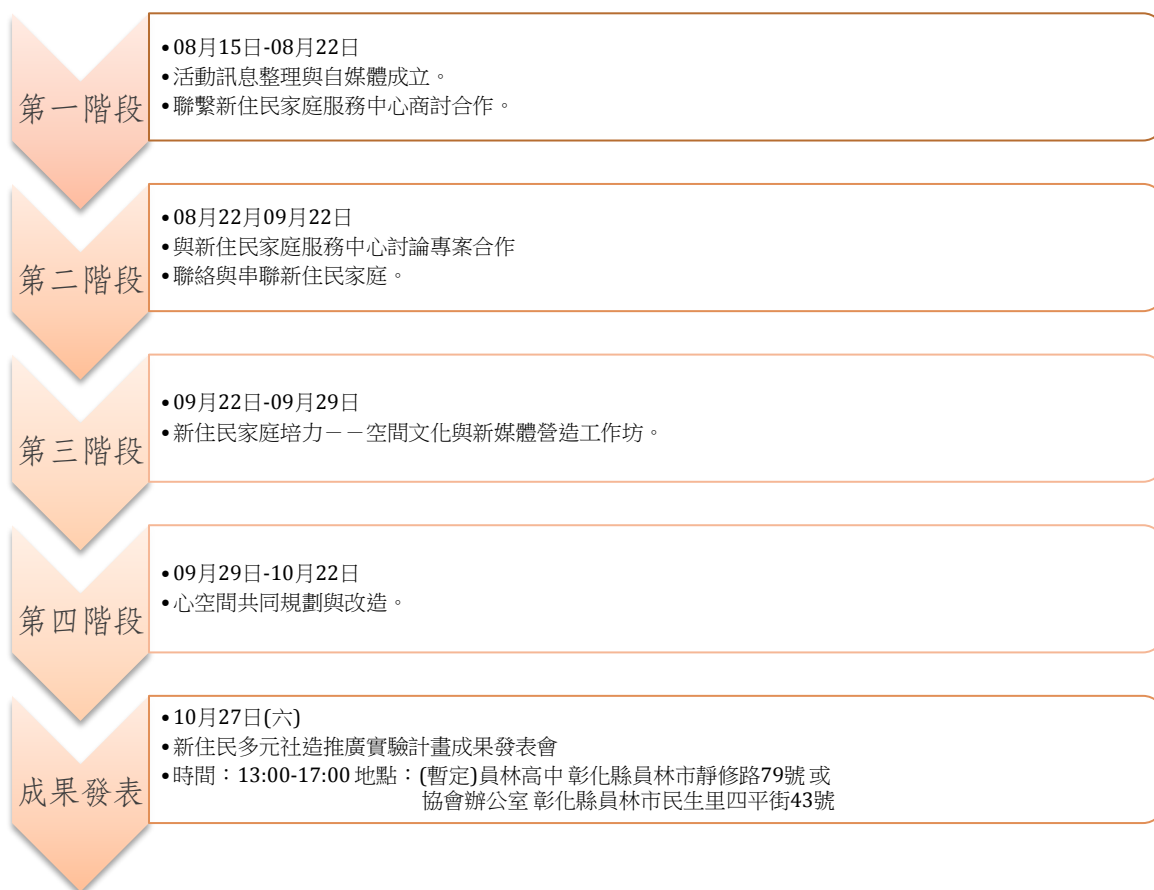 第一階段
•08月15日-08月22日
•活動訊息整理與自媒體成立。
•聯繫新住民家庭服務中心商討合作。
第二階段
•08月22月09月22日
•與新住民家庭服務中心討論專案合作
•聯絡與串聯新住民家庭。
第三階段
•09月22日-09月29日
•新住民家庭培力－－空間文化與新媒體營造工作坊。
第四階段
•09月29日-10月22日
•心空間共同規劃與改造。
成果發表
•10月27日(六)
•新住民多元社造推廣實驗計畫成果發表會
•時間：13:00-17:00 地點：(暫定)員林高中 彰化縣員林市靜修路79號 或
協會辦公室 彰化縣員林市民生里四平街43號